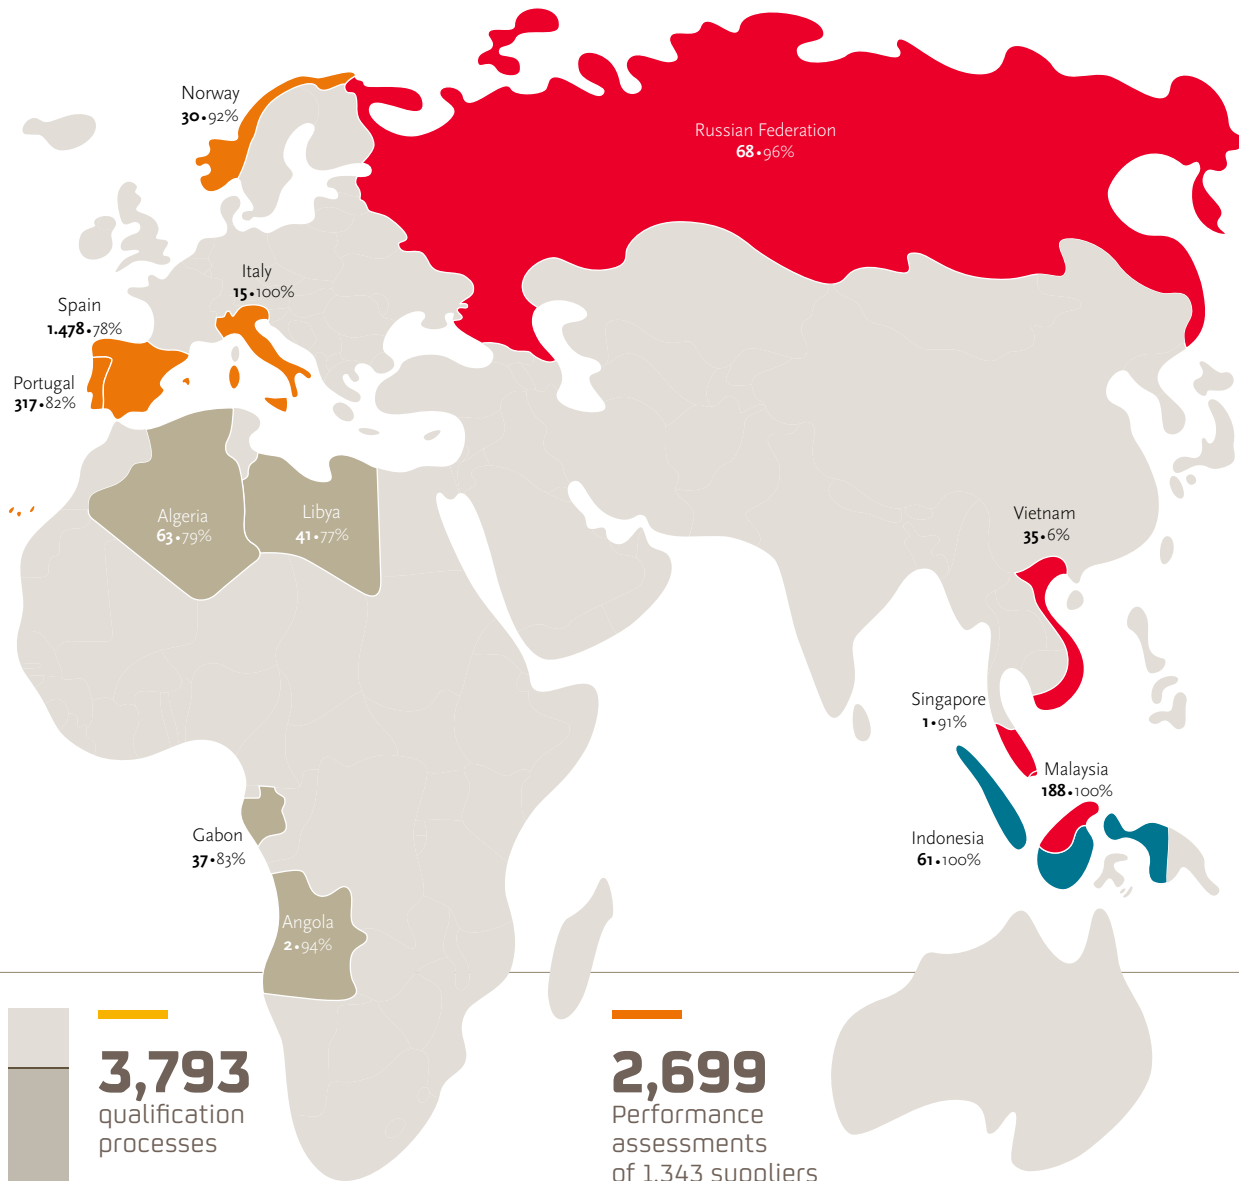 Norway
30•92%
Russian Federation
68•96%
Italy
15•100%
Spain
1.478•78%
Portugal
317•82%
Algeria
63•79%
Libya
41•77%
Vietnam
35•6%
Singapore
1•91%
Malaysia
188•100%
Indonesia
61•100%
Gabon
37•83%
Angola
2•94%
3,793
qualification
processes
2,699
Performance
assessments
of 1.343 suppliers